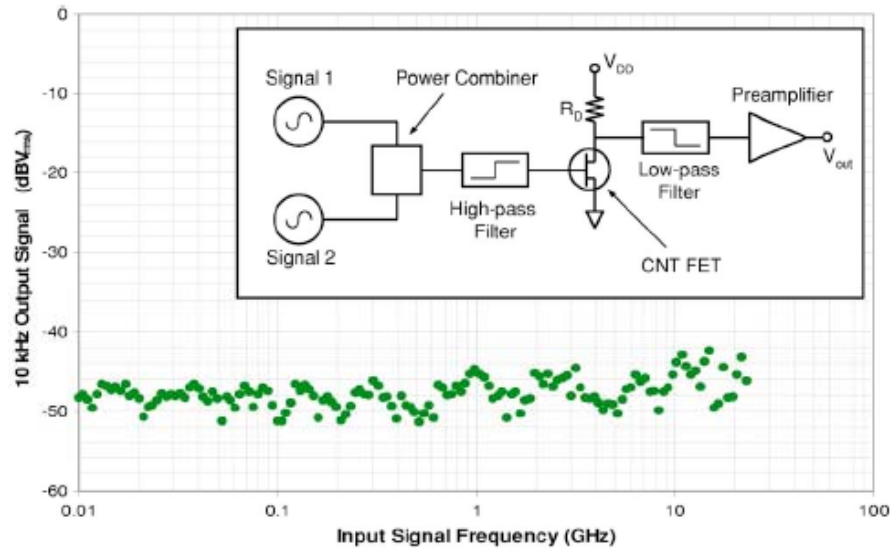 0
-10
-20
-30
-40
-50
-60
10 kHz Output Signal (dBVrms)
Signal 1
Power Combiner
VDD
RD
Preamplifier
Vout
Low-pass
Filter
High-pass
Filter
Signal 2
CNT FET
0.01
0.1
1
10
100
Input Signal Frequency (GHz)